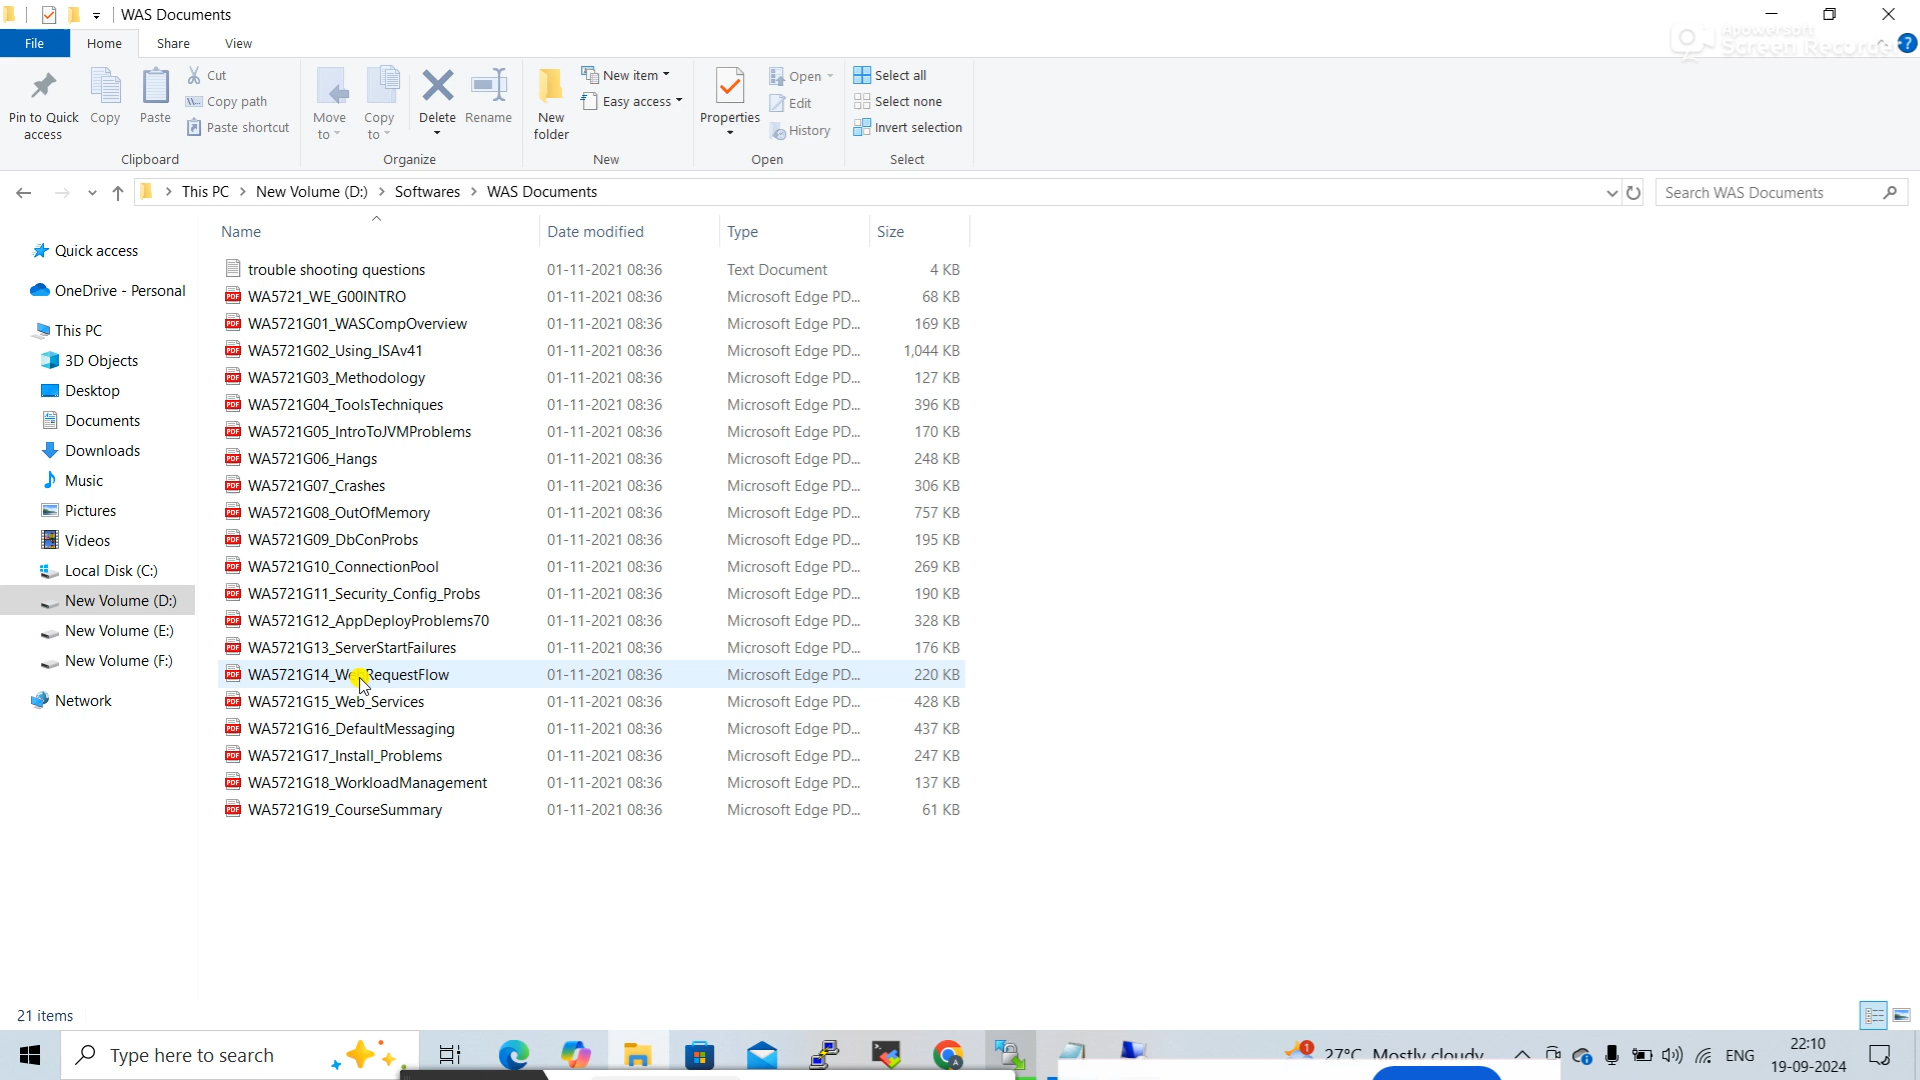 WAS Documents
File Home Share View
Apowersoft
Screen Recorder
Pin to Quick access
Copy
Paste
Cut
Copy path
Paste shortcut
Move to
Copy to
Delete
Rename
New folder
New item
Easy access
Properties
Open
Edit
History
Select all
Select none
Invert selection
Clipboard Organize New Open Select
This PC > New Volume (D:) > Softwares > WAS Documents
Search WAS Documents
Quick access
OneDrive - Personal
This PC
3D Objects
Desktop
Documents
Downloads
Music
Pictures
Videos
Local Disk (C:)
New Volume (D:)
New Volume (E:)
New Volume (F:)
Network
Name Date modified Type Size
trouble shooting questions 01-11-2021 08:36 Text Document 4 KB
WA5721_WE_G00INTRO 01-11-2021 08:36 Microsoft Edge PD... 68 KB
WA5721G01_WASCompOverview 01-11-2021 08:36 Microsoft Edge PD... 169 KB
WA5721G02_Using_ISAv41 01-11-2021 08:36 Microsoft Edge PD... 1,044 KB
WA5721G03_Methodology 01-11-2021 08:36 Microsoft Edge PD... 127 KB
WA5721G04_ToolsTechniques 01-11-2021 08:36 Microsoft Edge PD... 396 KB
WA5721G05_IntroToJVMProblems 01-11-2021 08:36 Microsoft Edge PD... 170 KB
WA5721G06_Hangs 01-11-2021 08:36 Microsoft Edge PD... 248 KB
WA5721G07_Crashes 01-11-2021 08:36 Microsoft Edge PD... 306 KB
WA5721G08_OutOfMemory 01-11-2021 08:36 Microsoft Edge PD... 757 KB
WA5721G09_DbConProbs 01-11-2021 08:36 Microsoft Edge PD... 195 KB
WA5721G10_ConnectionPool 01-11-2021 08:36 Microsoft Edge PD... 269 KB
WA5721G11_Security_Config_Probs 01-11-2021 08:36 Microsoft Edge PD... 190 KB
WA5721G12_AppDeployProblems70 01-11-2021 08:36 Microsoft Edge PD... 328 KB
WA5721G13_ServerStartFailures 01-11-2021 08:36 Microsoft Edge PD... 176 KB
WA5721G14_WebRequestFlow 01-11-2021 08:36 Microsoft Edge PD... 220 KB
WA5721G15_Web_Services 01-11-2021 08:36 Microsoft Edge PD... 428 KB
WA5721G16_DefaultMessaging 01-11-2021 08:36 Microsoft Edge PD... 437 KB
WA5721G17_Install_Problems 01-11-2021 08:36 Microsoft Edge PD... 247 KB
WA5721G18_WorkloadManagement 01-11-2021 08:36 Microsoft Edge PD... 137 KB
WA5721G19_CourseSummary 01-11-2021 08:36 Microsoft Edge PD... 61 KB
21 items
Type here to search
1
27°C Mostly cloudy
ENG
22:10
19-09-2024